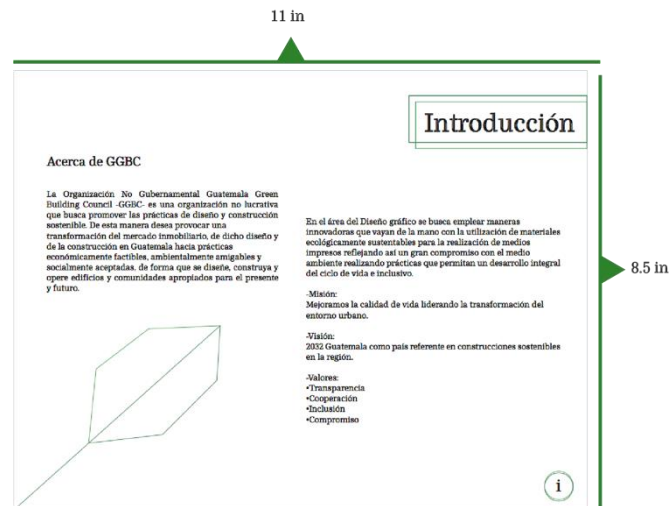 11 in
Introducción
Acerca de GGBC
La Organización No Gubernamental Guatemala Green
Building Council -GGBC- es una organización no lucrativa
que busca promover las prácticas de diseño y construcción
sostenible. De esta manera desea provocar una
transformación del mercado inmobiliario, de dicho diseño y
de la construcción en Guatemala hacia prácticas
económicamente factibles, ambientalmente amigables y
socialmente aceptadas. de forma que se diseñe, construya y
opere edificios y comunidades apropiados para el presente
y futuro.
En el área del Diseño gráfico se busca emplear maneras
innovadoras que vayan de la mano con la utilización de materiales
ecológicamente sustentables para la realización de medios
impresos reflejando así un gran compromiso con el medio
ambiente realizando prácticas que permitan un desarrollo integral
del ciclo de vida e inclusivo.
-Misión:
Mejoramos la calidad de vida liderando la transformación del
entorno urbano.
-Visión:
2032 Guatemala como país referente en construcciones sostenibles
en la región.
-Valores:
•Transparencia
•Cooperación
•Inclusión
•Compromiso
i
8.5 in